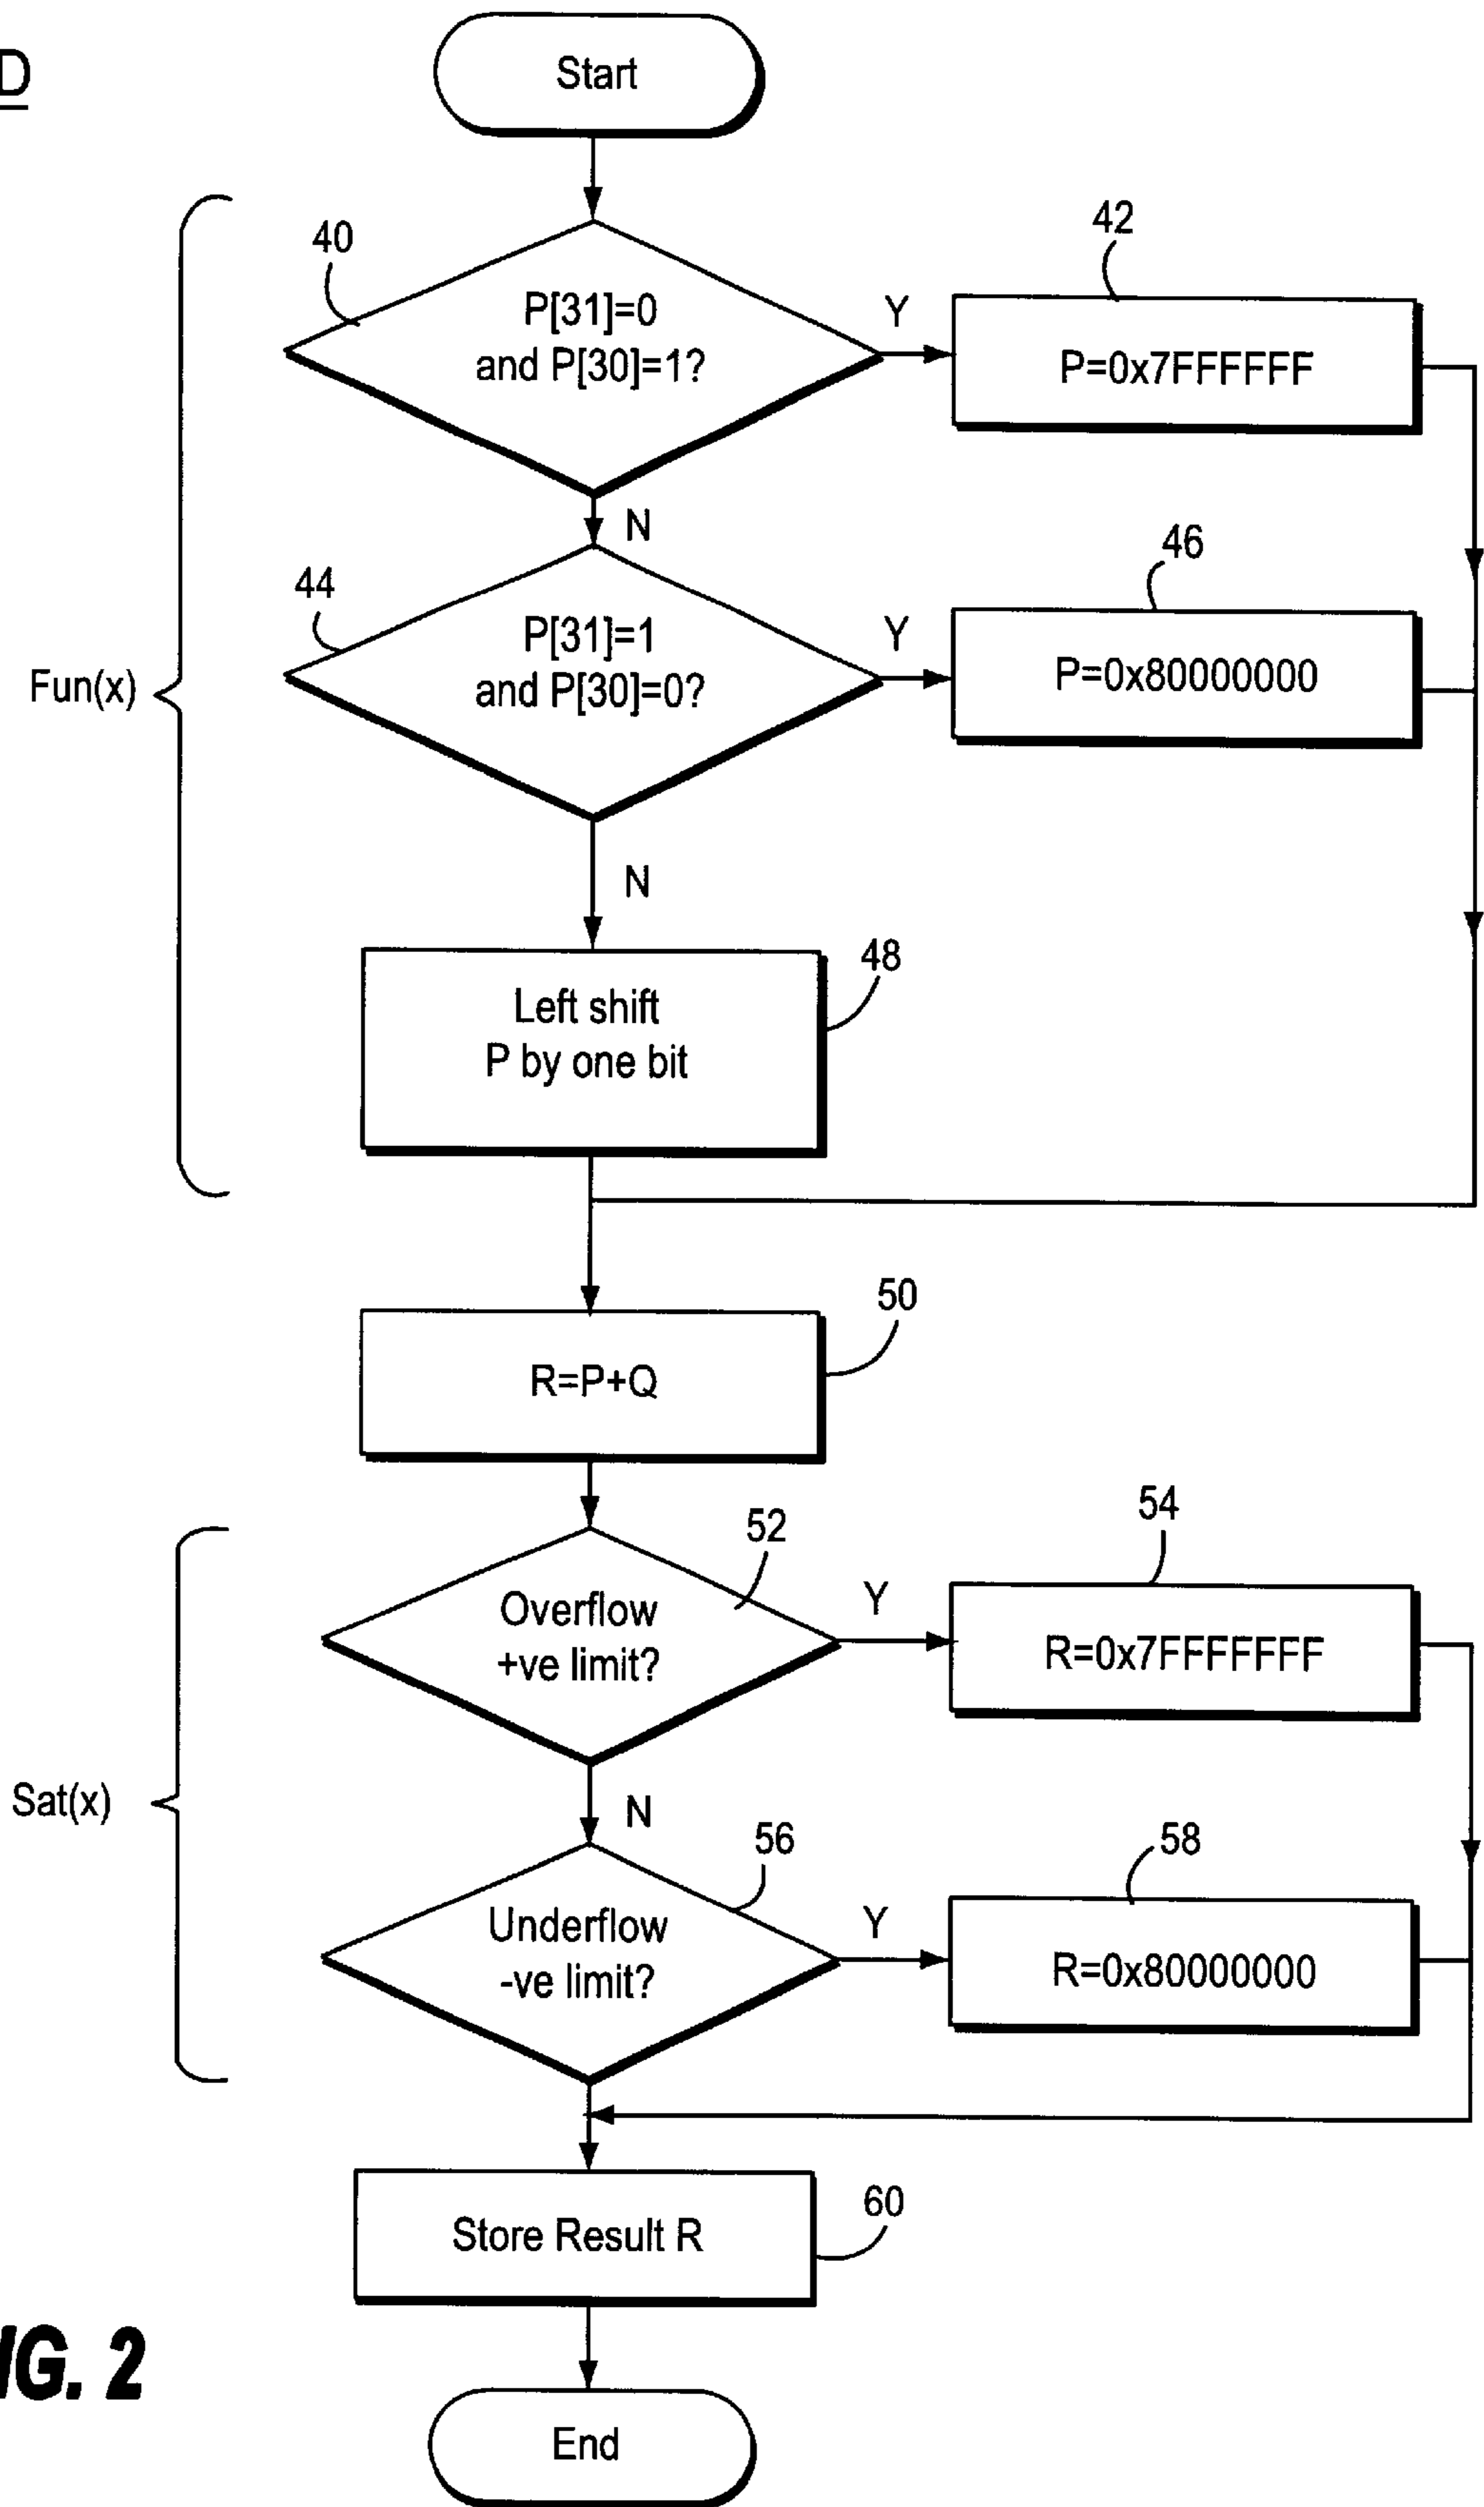 D
Start
40
P[31]=0
and P[30]=1?
Y
42
P=0x7FFFFFF
N
44
P[31]=1
and P[30]=0?
Y
46
P=0x80000000
Fun(x)
N
48
Left shift
P by one bit
50
R=P+Q
52
Overflow
+ve limit?
Y
54
R=0x7FFFFFFF
Sat(x)
N
56
Underflow
-ve limit?
Y
58
R=0x80000000
60
Store Result R
IG. 2
End